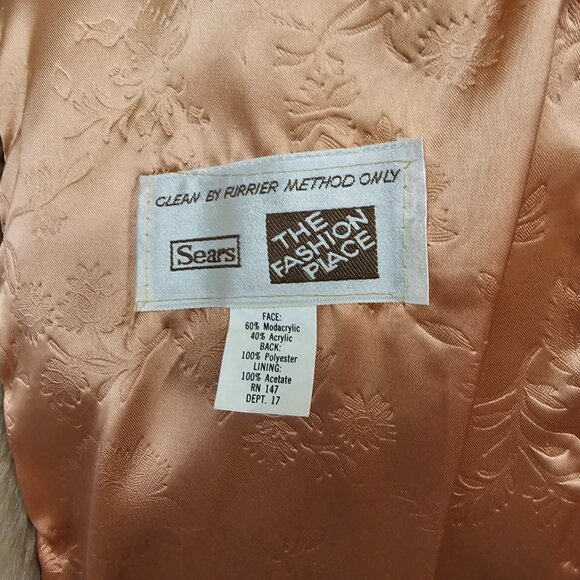 CLEAN BY FURRIER METHOD ONLY
Sears
THE
FASHION
PLACE
FACE:
60% Modacrylic
40% Acrylic
BACK:
100% Polyester
LINING:
100% Acetate
RN 147
DEPT. 17